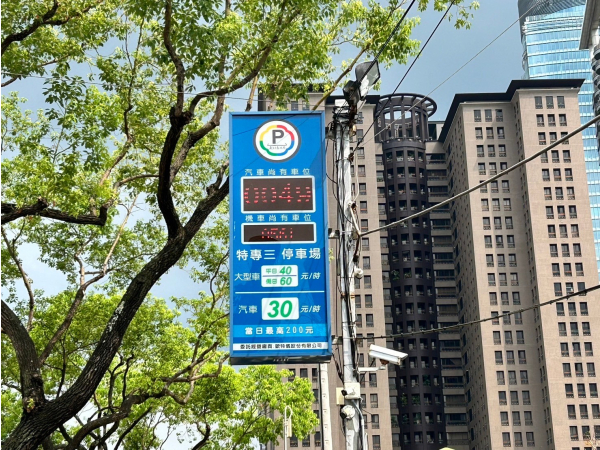 P
汽車尚有車位
機車尚有車位
特專三 停車場
大型車 平日 40 元/時
假日 60
汽車 30 元/時
當日最高200元